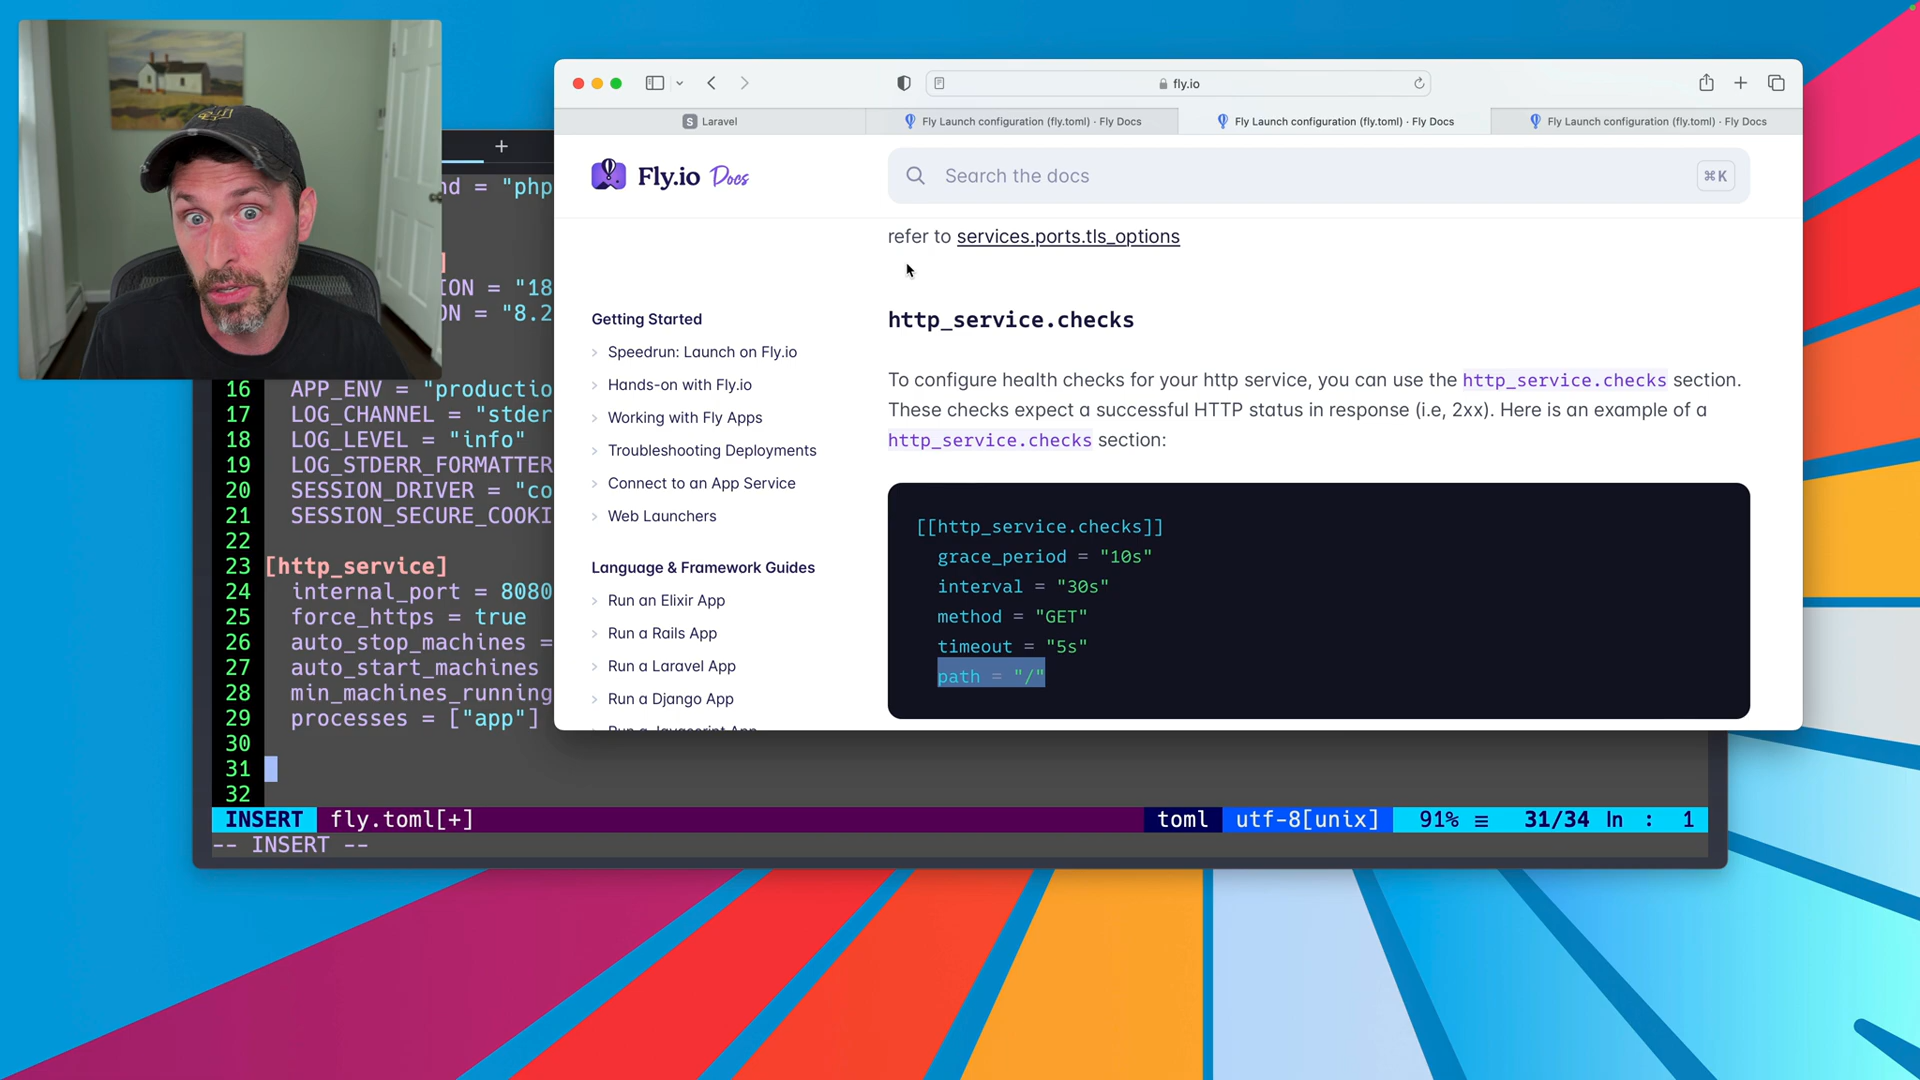 fly.io
S Laravel
Fly Launch configuration (fly.toml) · Fly Docs
Fly Launch configuration (fly.toml) · Fly Docs
Fly Launch configuration (fly.toml) · Fly Docs
Fly.io Docs
Search the docs
⌘K
refer to services.ports.tls_options
http_service.checks
To configure health checks for your http service, you can use the http_service.checks section.
These checks expect a successful HTTP status in response (i.e, 2xx). Here is an example of a
http_service.checks section:
[[http_service.checks]]
grace_period = "10s"
interval = "30s"
method = "GET"
timeout = "5s"
path = "/"
Getting Started
Speedrun: Launch on Fly.io
Hands-on with Fly.io
Working with Fly Apps
Troubleshooting Deployments
Connect to an App Service
Web Launchers
Language & Framework Guides
Run an Elixir App
Run a Rails App
Run a Laravel App
Run a Django App
Run a Javascript App
nd = "php
]
ION = "18
ON = "8.2
16 APP_ENV = "productio
17 LOG_CHANNEL = "stder
18 LOG_LEVEL = "info"
19 LOG_STDERR_FORMATTER
20 SESSION_DRIVER = "co
21 SESSION_SECURE_COOKI
22
23 [http_service]
24 internal_port = 8080
25 force_https = true
26 auto_stop_machines =
27 auto_start_machines
28 min_machines_running
29 processes = ["app"]
30
31
32
INSERT fly.toml[+] toml utf-8[unix] 91% ≡ 31/34 ln : 1
-- INSERT --